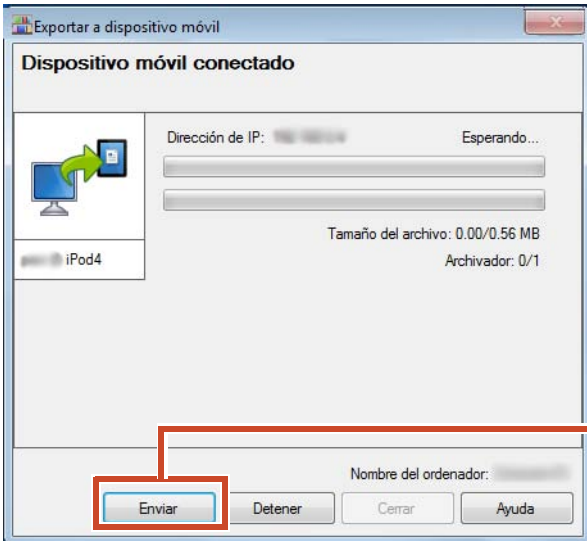 Exportar a dispositivo móvil
Dispositivo móvil conectado
Dirección de IP: Esperando...
Tamaño del archivo: 0.00/0.56 MB
iPod4 Archivador: 0/1
Nombre del ordenador:
Enviar Detener Cerrar Ayuda